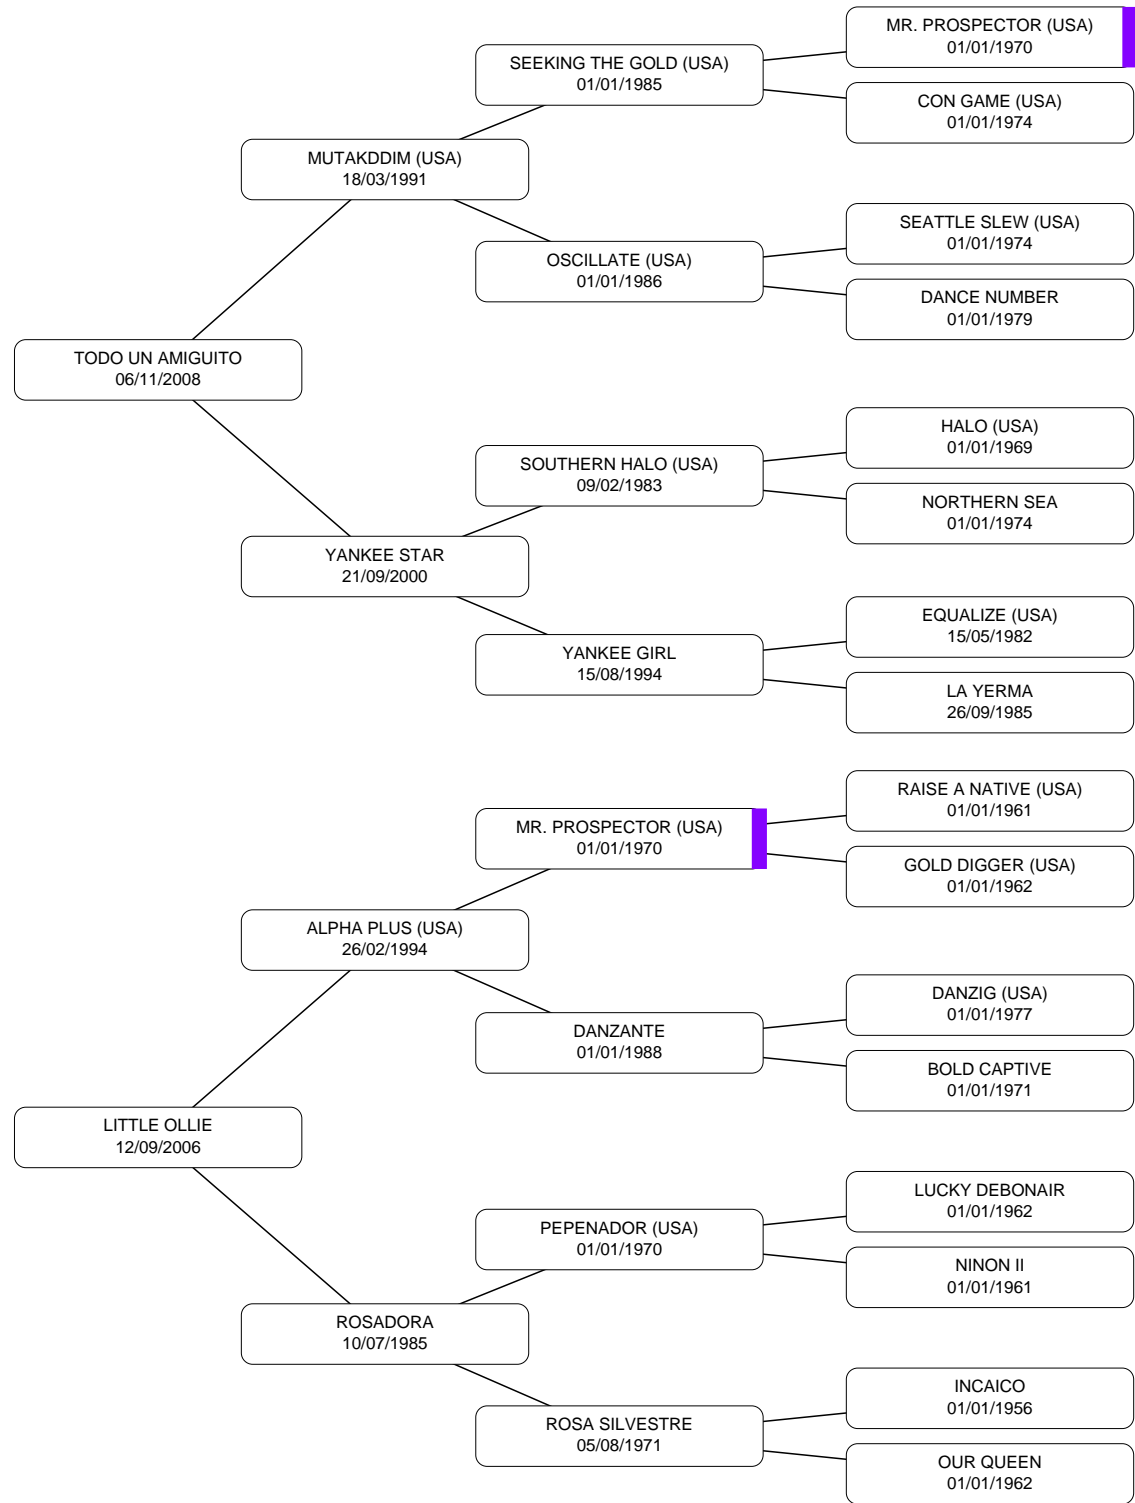 MR. PROSPECTOR (USA)
01/01/1970
SEEKING THE GOLD (USA)
01/01/1985
CON GAME (USA)
01/01/1974
MUTAKDDIM (USA)
18/03/1991
SEATTLE SLEW (USA)
01/01/1974
OSCILLATE (USA)
01/01/1986
DANCE NUMBER
01/01/1979
TODO UN AMIGUITO
06/11/2008
HALO (USA)
01/01/1969
SOUTHERN HALO (USA)
09/02/1983
NORTHERN SEA
01/01/1974
YANKEE STAR
21/09/2000
EQUALIZE (USA)
15/05/1982
YANKEE GIRL
15/08/1994
LA YERMA
26/09/1985
RAISE A NATIVE (USA)
01/01/1961
MR. PROSPECTOR (USA)
01/01/1970
GOLD DIGGER (USA)
01/01/1962
ALPHA PLUS (USA)
26/02/1994
DANZIG (USA)
01/01/1977
DANZANTE
01/01/1988
BOLD CAPTIVE
01/01/1971
LITTLE OLLIE
12/09/2006
LUCKY DEBONAIR
01/01/1962
PEPENADOR (USA)
01/01/1970
NINON II
01/01/1961
ROSADORA
10/07/1985
INCAICO
01/01/1956
ROSA SILVESTRE
05/08/1971
OUR QUEEN
01/01/1962